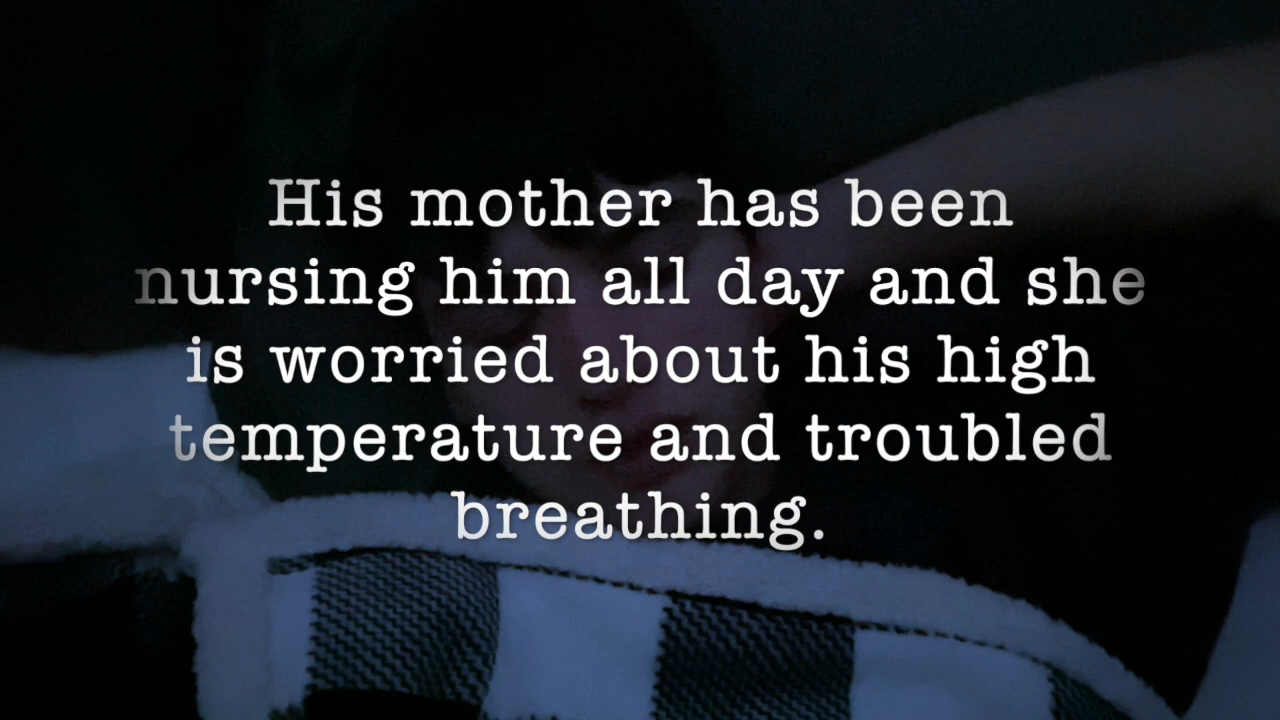 His mother has been
nursing him all day and she
is worried about his high
temperature and troubled
breathing.